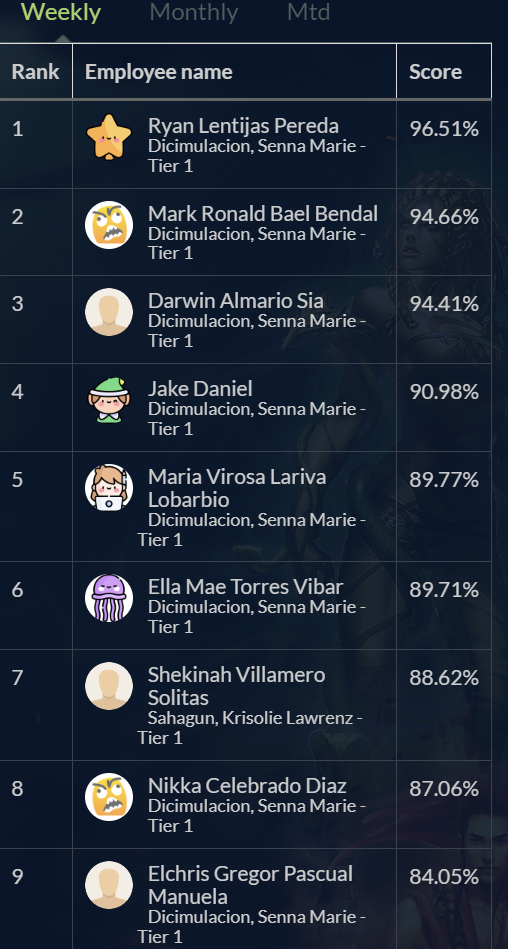 Weekly Monthly Mtd
Rank Employee name Score
1 Ryan Lentijas Pereda 96.51%
Dicimulacion, Senna Marie -
Tier 1
2 Mark Ronald Bael Bendal 94.66%
Dicimulacion, Senna Marie -
Tier 1
3 Darwin Almario Sia 94.41%
Dicimulacion, Senna Marie -
Tier 1
4 Jake Daniel 90.98%
Dicimulacion, Senna Marie -
Tier 1
5 Maria Virosa Lariva 89.77%
Lobarbio
Dicimulacion, Senna Marie -
Tier 1
6 Ella Mae Torres Vibar 89.71%
Dicimulacion, Senna Marie -
Tier 1
7 Shekinah Villamero 88.62%
Solitas
Sahagun, Krisolie Lawrenz -
Tier 1
8 Nikka Celebrado Diaz 87.06%
Dicimulacion, Senna Marie -
Tier 1
9 Elchris Gregor Pascual 84.05%
Manuela
Dicimulacion, Senna Marie -
Tier 1